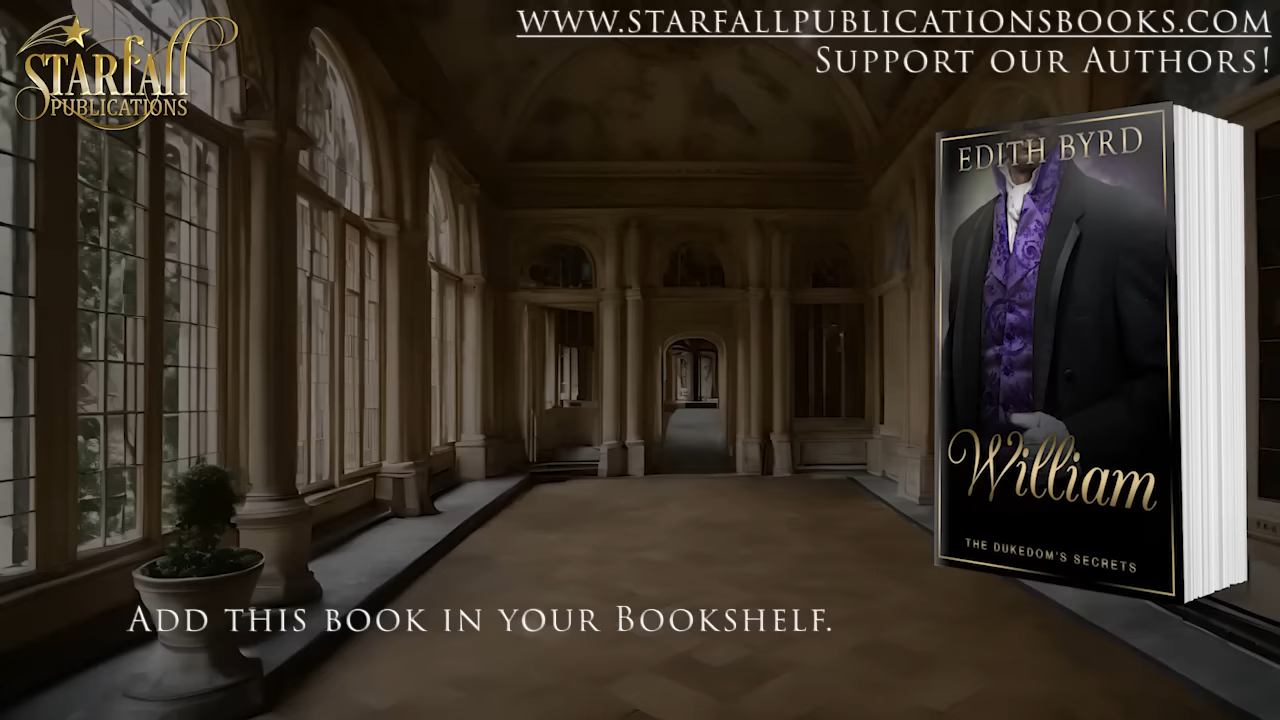 STARfall
PUBLICATIONS
WWW.STARFALLPUBLICATIONSBOOKS.COM
SUPPORT OUR AUTHORS!
EDITH BYRD
William
THE DUKEDOM'S SECRETS
ADD THIS BOOK IN YOUR BOOKSHELF.